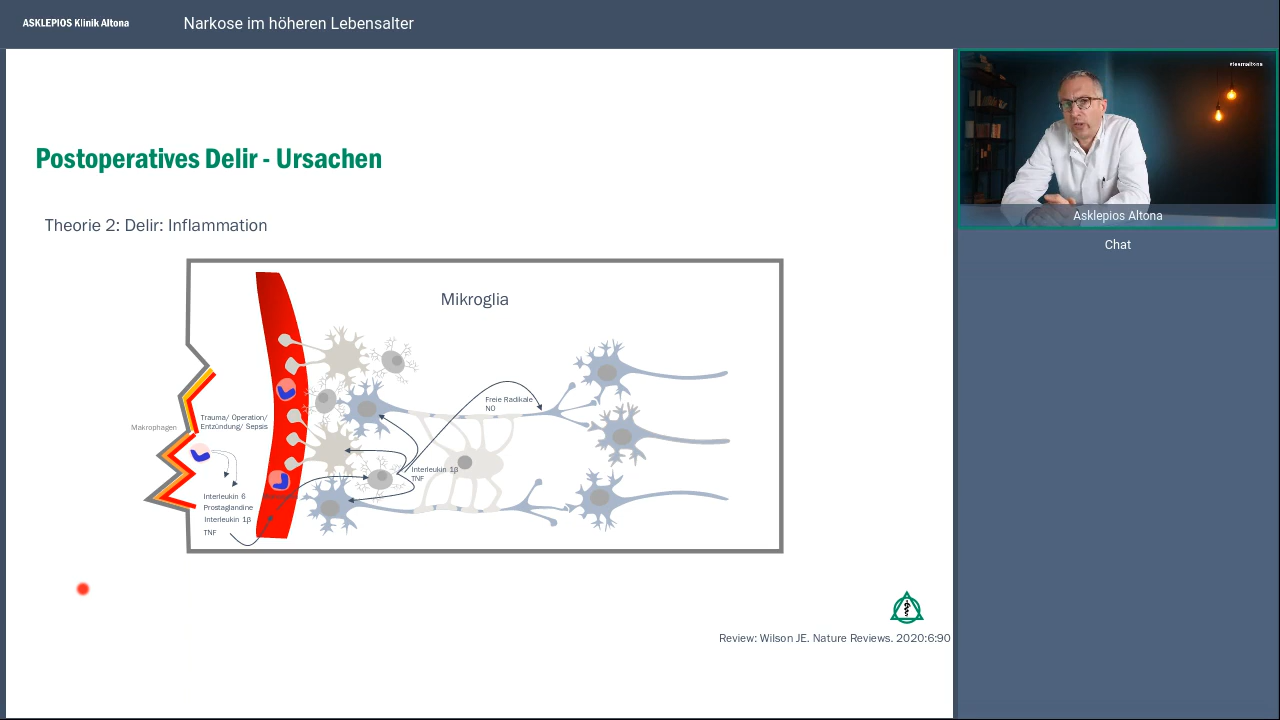 ASKLEPIOS Klinik Altona
Narkose im höheren Lebensalter
#teamaltona
Asklepios Altona
Chat
Postoperatives Delir - Ursachen
Theorie 2: Delir: Inflammation
Mikroglia
Freie Radikale
NO
Trauma/ Operation/
Entzündung/ Sepsis
Makrophagen
Interleukin 1β
TNF
Interleukin 6
Prostaglandine
Interleukin 1β
TNF
Review: Wilson JE. Nature Reviews. 2020:6:90